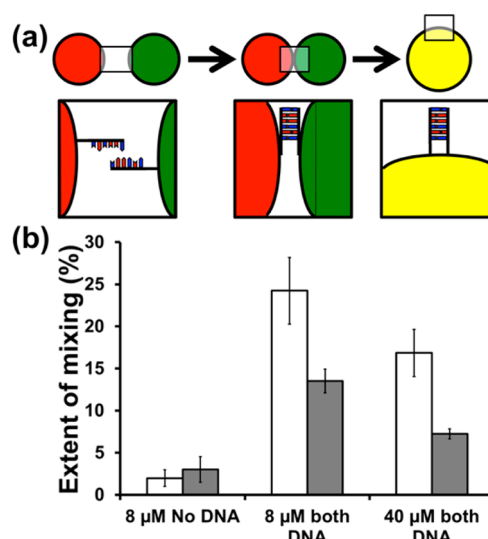 (a)
(b)
Extent of mixing (%)
30
25
20
15
10
5
0
8 µM No DNA
8 µM both
DNA
40 µM both
DNA